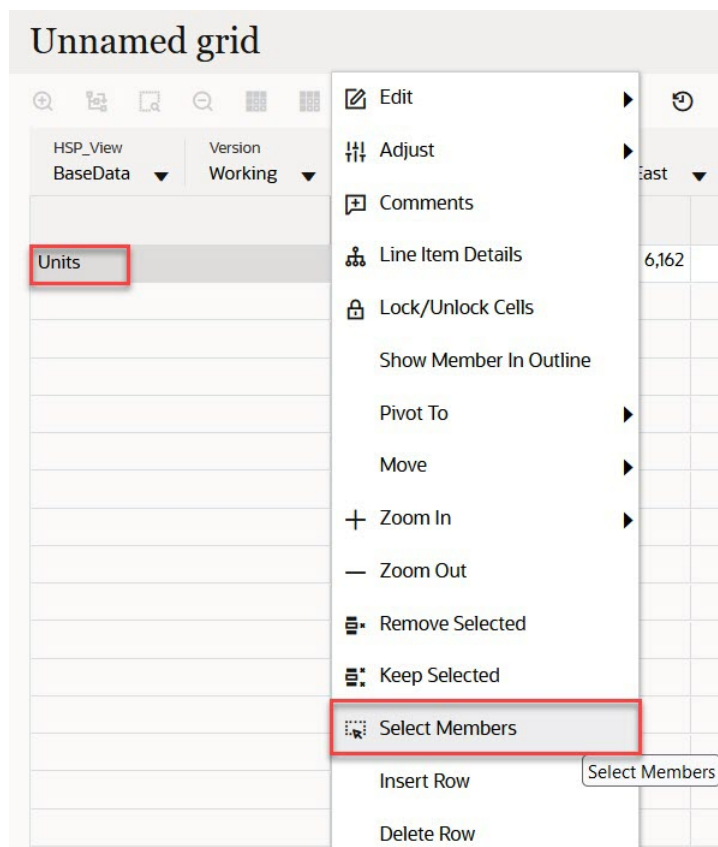 Unnamed grid
HSP_View
BaseData
Version
Working
East
Units
6,162
Edit
Adjust
Comments
Line Item Details
Lock/Unlock Cells
Show Member In Outline
Pivot To
Move
Zoom In
Zoom Out
Remove Selected
Keep Selected
Select Members
Select Members
Insert Row
Delete Row